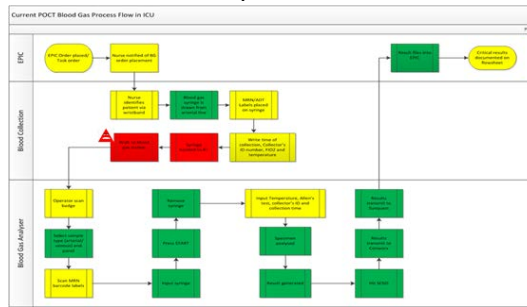 Current POCT Blood Gas Process Flow in ICU
EPIC
EPIC Order placed/
Task order
Nurse notified of BG
order placement
Result files into
EPIC
Critical results
documented on
flowsheet
Blood Collection
Nurse
identifies
patient via
wristband
Blood gas
syringe is
drawn from
arterial line
MRN/ADT
Labels placed
on syringe
Write time of
collection, Collector's
ID number, FiO2 and
temperature
Syringe
Blood Gas Analyzer
Operator scan
badge
Select sample
type (arterial/
venous) and
panel
Scan MRN
barcode labels
Input syringe
Press START
Remove
syringe
Input Temperature, Allen's
test, collector's ID and
collection time
Specimen
analyzed
Result generated
Results
transmit to
Results
transmit to